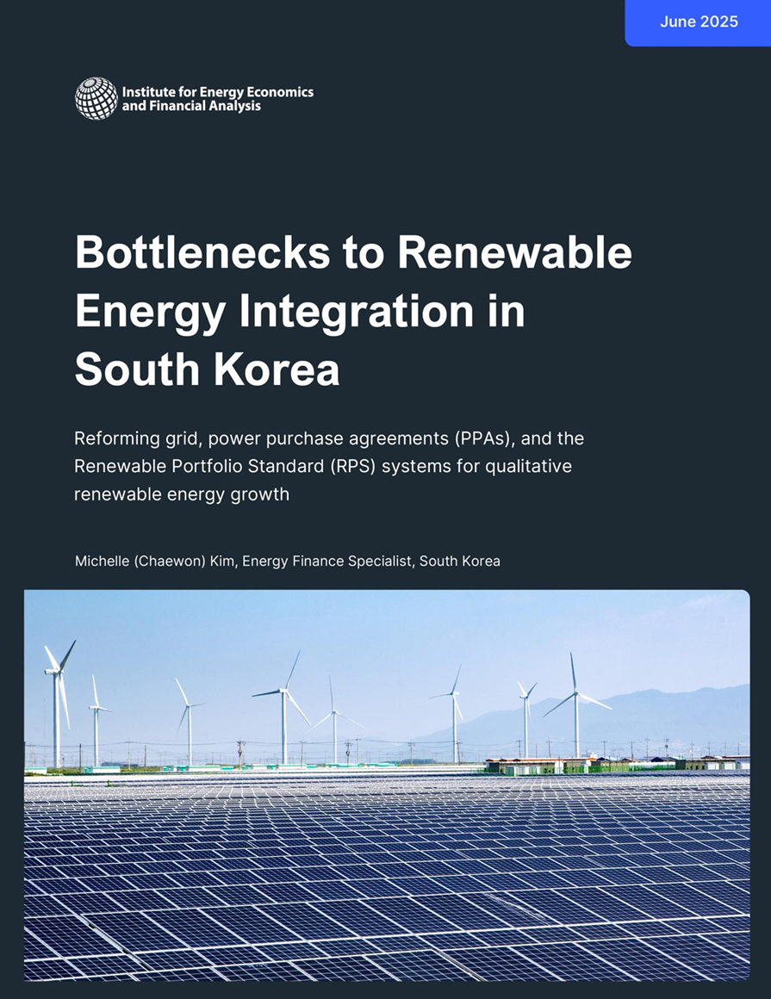 June 2025
Institute for Energy Economics
and Financial Analysis
Bottlenecks to Renewable
Energy Integration in
South Korea
Reforming grid, power purchase agreements (PPAs), and the
Renewable Portfolio Standard (RPS) systems for qualitative
renewable energy growth
Michelle (Chaewon) Kim, Energy Finance Specialist, South Korea